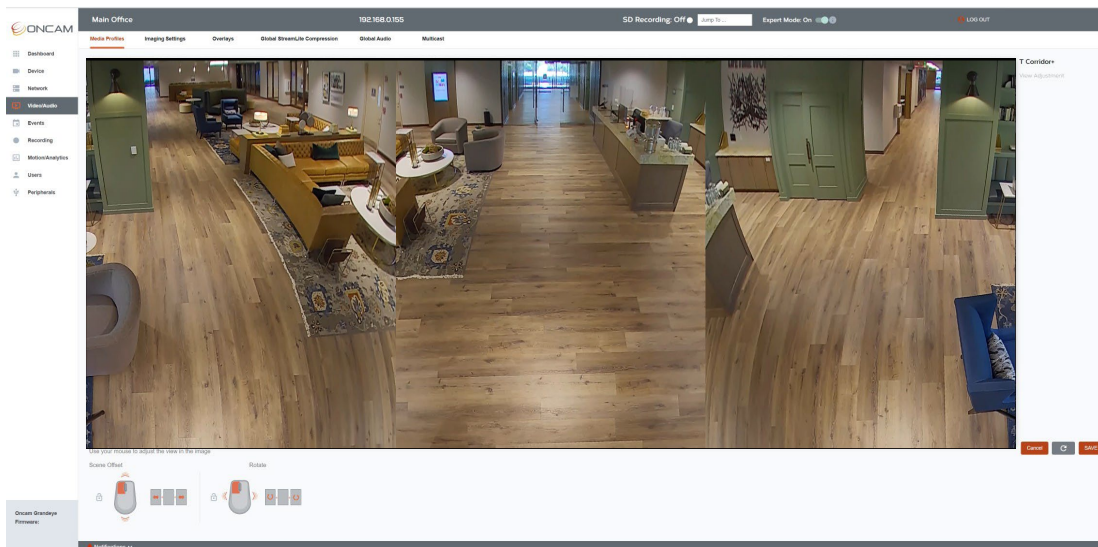 ONCAM
Main Office
192.168.0.155
SD Recording: Off
Jump To ...
Expert Mode: On
LOG OUT
Media Profiles
Imaging Settings
Overlays
Global StreamLite Compression
Global Audio
Multicast
Dashboard
Device
Network
Video/Audio
Events
Recording
Motion/Analytics
Users
Peripherals
T Corridor+
View Adjustment
Cancel
SAVE
Use your mouse to adjust the view in the image
Scene Offset
Rotate
Oncam Grandeye
Firmware:
Notifications